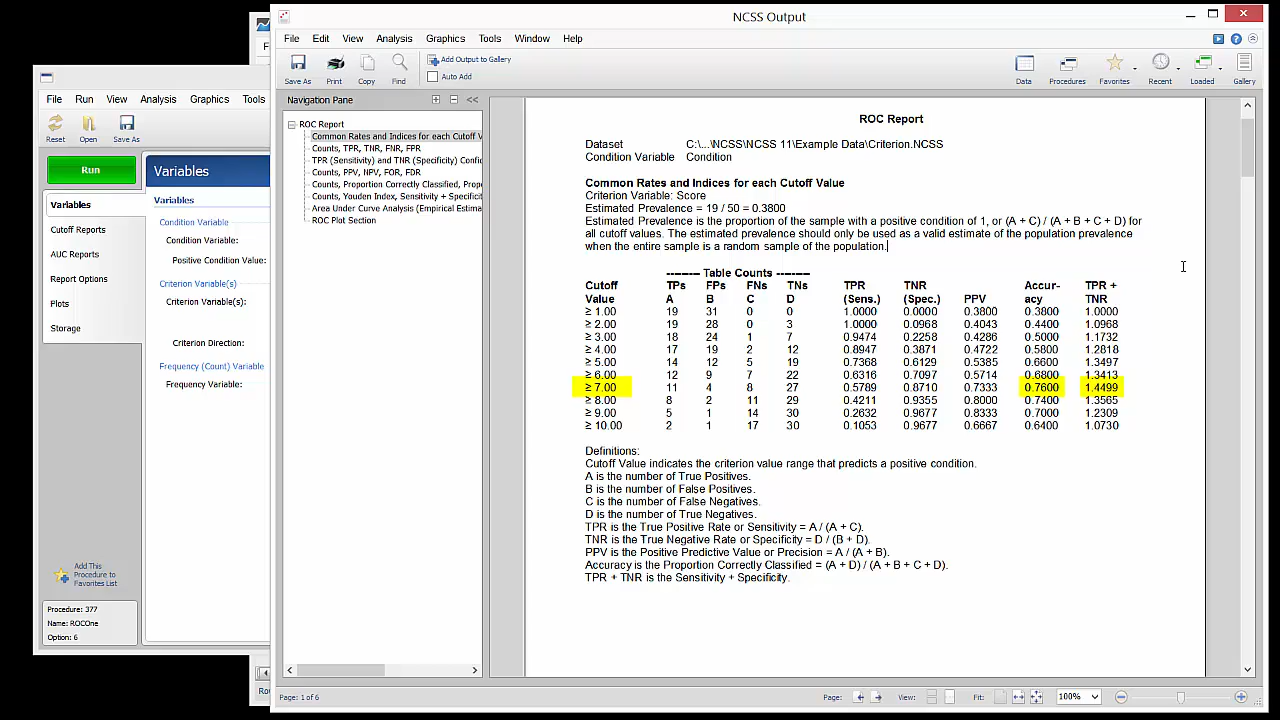 NCSS Output
File Edit View Analysis Graphics Tools Window Help
Save As Print Copy Find
Add Output to Gallery
Auto Add
Data Procedures Favorites Recent Loaded Gallery
File Run View Analysis Graphics Tools
Reset Open Save As
Run
Variables
Cutoff Reports
AUC Reports
Report Options
Plots
Storage
Add This
Procedure to
Favorites List
Procedure: 377
Name: ROCOne
Option: 6
Variables
Variables
Condition Variable
Condition Variable:
Positive Condition Value:
Criterion Variable(s)
Criterion Variable(s):
Criterion Direction:
Frequency (Count) Variable
Frequency Variable:
Navigation Pane <<
ROC Report
Common Rates and Indices for each Cutoff V
Counts, TPR, TNR, FNR, FPR
TPR (Sensitivity) and TNR (Specificity) Confid
Counts, PPV, NPV, FOR, FDR
Counts, Proportion Correctly Classified, Prop
Counts, Youden Index, Sensitivity + Specificit
Area Under Curve Analysis (Empirical Estima
ROC Plot Section
ROC Report
Dataset C:\...\NCSS\NCSS 11\Example Data\Criterion.NCSS
Condition Variable Condition
Common Rates and Indices for each Cutoff Value
Criterion Variable: Score
Estimated Prevalence = 19 / 50 = 0.3800
Estimated Prevalence is the proportion of the sample with a positive condition of 1, or (A + C) / (A + B + C + D) for
all cutoff values. The estimated prevalence should only be used as a valid estimate of the population prevalence
when the entire sample is a random sample of the population.
--------- Table Counts ---------
Cutoff TPs FPs FNs TNs TPR TNR Accur- TPR +
Value A B C D (Sens.) (Spec.) PPV acy TNR
≥ 1.00 19 31 0 0 1.0000 0.0000 0.3800 0.3800 1.0000
≥ 2.00 19 28 0 3 1.0000 0.0968 0.4043 0.4400 1.0968
≥ 3.00 18 24 1 7 0.9474 0.2258 0.4286 0.5000 1.1732
≥ 4.00 17 19 2 12 0.8947 0.3871 0.4722 0.5800 1.2818
≥ 5.00 14 12 5 19 0.7368 0.6129 0.5385 0.6600 1.3497
≥ 6.00 12 9 7 22 0.6316 0.7097 0.5714 0.6800 1.3413
≥ 7.00 11 4 8 27 0.5789 0.8710 0.7333 0.7600 1.4499
≥ 8.00 8 2 11 29 0.4211 0.9355 0.8000 0.7400 1.3565
≥ 9.00 5 1 14 30 0.2632 0.9677 0.8333 0.7000 1.2309
≥ 10.00 2 1 17 30 0.1053 0.9677 0.6667 0.6400 1.0730
Definitions:
Cutoff Value indicates the criterion value range that predicts a positive condition.
A is the number of True Positives.
B is the number of False Positives.
C is the number of False Negatives.
D is the number of True Negatives.
TPR is the True Positive Rate or Sensitivity = A / (A + C).
TNR is the True Negative Rate or Specificity = D / (B + D).
PPV is the Positive Predictive Value or Precision = A / (A + B).
Accuracy is the Proportion Correctly Classified = (A + D) / (A + B + C + D).
TPR + TNR is the Sensitivity + Specificity.
Page: 1 of 6 Page: View: Fit: 100%